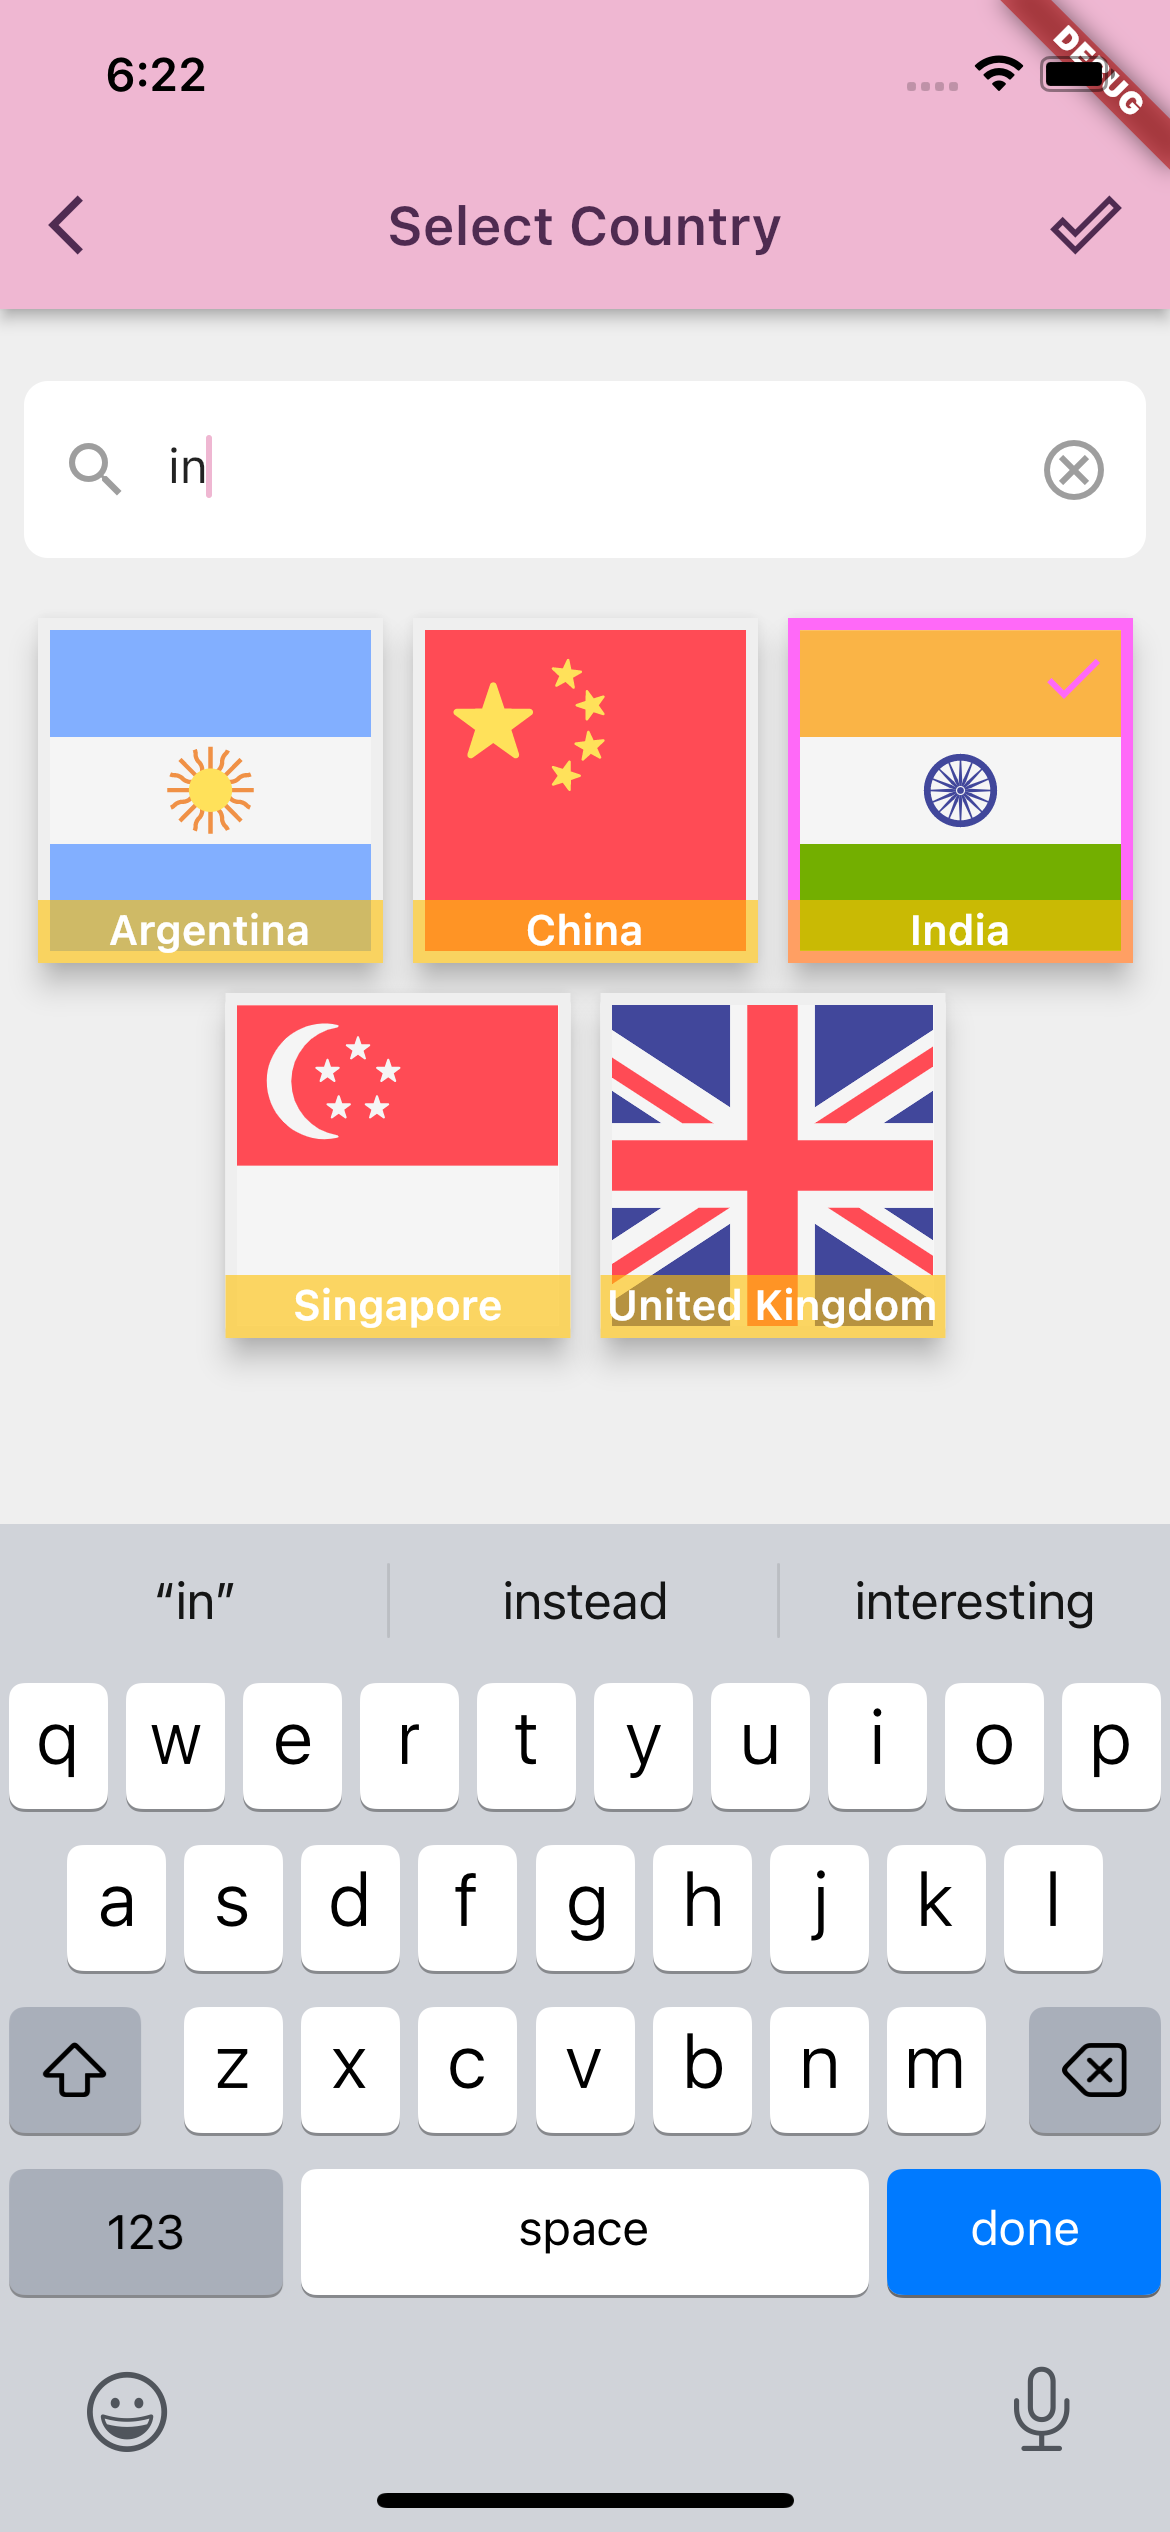 6:22
DEBUG
Select Country
in
Argentina
China
India
Singapore
United Kingdom
“in” instead interesting
q w e r t y u i o p
a s d f g h j k l
z x c v b n m
123 space done